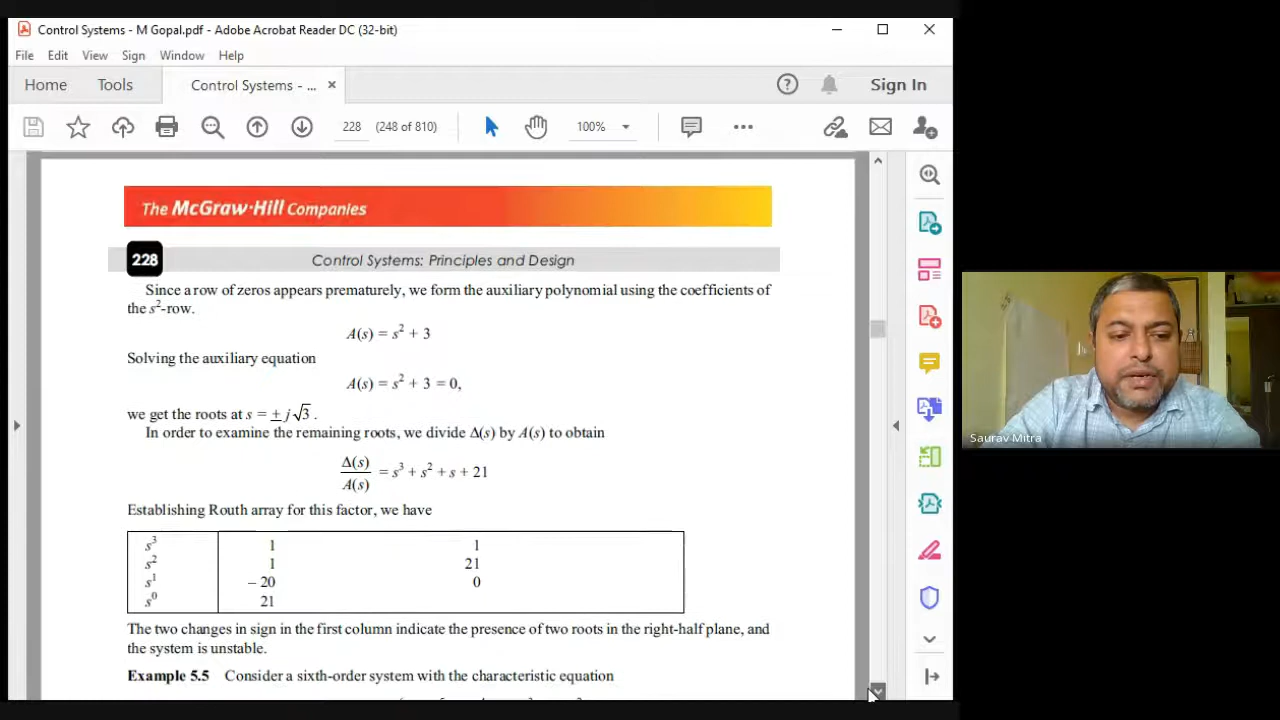 Control Systems - M Gopal.pdf - Adobe Acrobat Reader DC (32-bit)
File Edit View Sign Window Help
Home Tools Control Systems - ... × Sign In
228 (248 of 810) 100%
The McGraw·Hill Companies
228 Control Systems: Principles and Design
Since a row of zeros appears prematurely, we form the auxiliary polynomial using the coefficients of
the s²-row.
A(s) = s² + 3
Solving the auxiliary equation
A(s) = s² + 3 = 0,
we get the roots at s = ± j√3 .
In order to examine the remaining roots, we divide Δ(s) by A(s) to obtain
Δ(s)/A(s) = s³ + s² + s + 21
Establishing Routh array for this factor, we have
s³ 1 1
s² 1 21
s¹ – 20 0
s⁰ 21
The two changes in sign in the first column indicate the presence of two roots in the right-half plane, and
the system is unstable.
Example 5.5 Consider a sixth-order system with the characteristic equation
Saurav Mitra